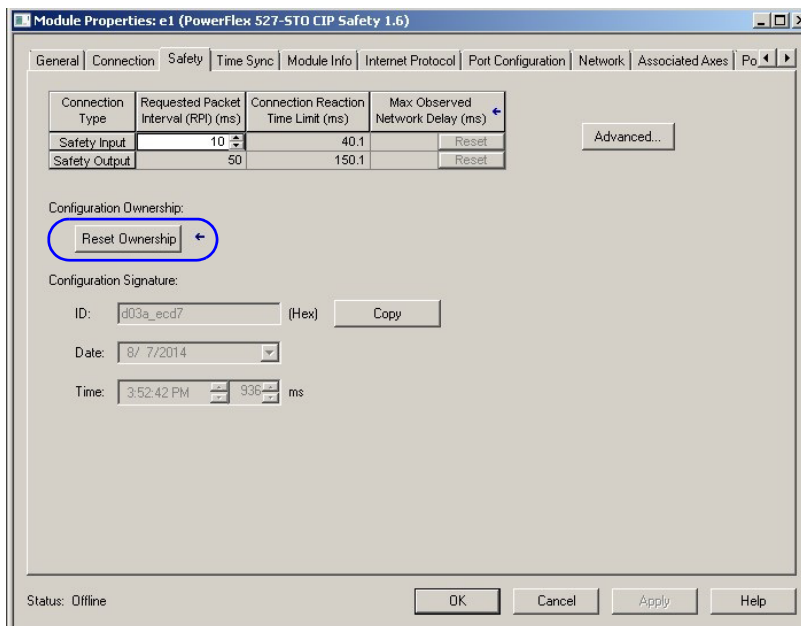 Module Properties: e1 (PowerFlex 527-STO CIP Safety 1.6)
General Connection Safety Time Sync Module Info Internet Protocol Port Configuration Network Associated Axes Po
Connection Type Requested Packet Interval (RPI) (ms) Connection Reaction Time Limit (ms) Max Observed Network Delay (ms)
Safety Input 10 40.1 Reset
Safety Output 50 150.1 Reset
Advanced...
Configuration Ownership:
Reset Ownership
Configuration Signature:
ID: d03a_ecd7 (Hex) Copy
Date: 8/ 7/2014
Time: 3:52:42 PM 936 ms
Status: Offline OK Cancel Apply Help